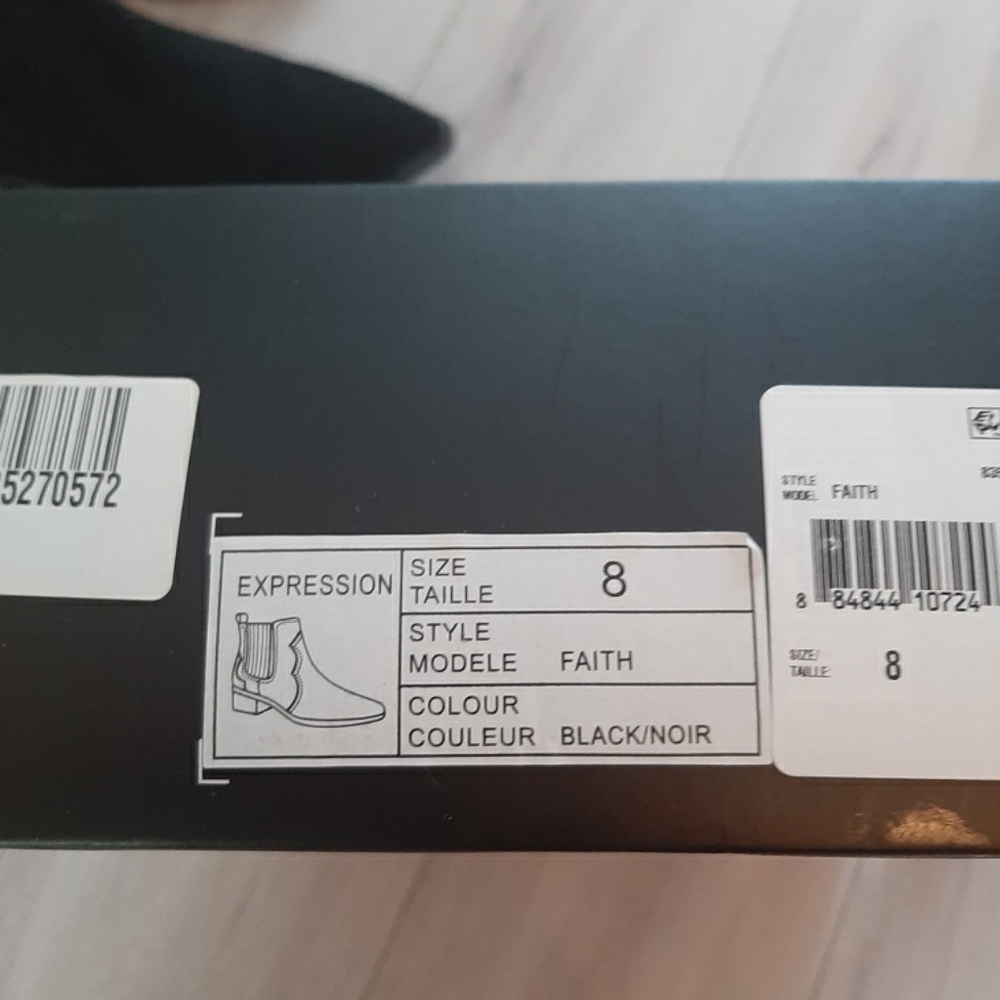 5270572
EXPRESSION
SIZE
TAILLE 8
STYLE
MODELE FAITH
COLOUR
COULEUR BLACK/NOIR
STYLE
MODEL FAITH
8 84844 10724
SIZE/
TAILLE: 8